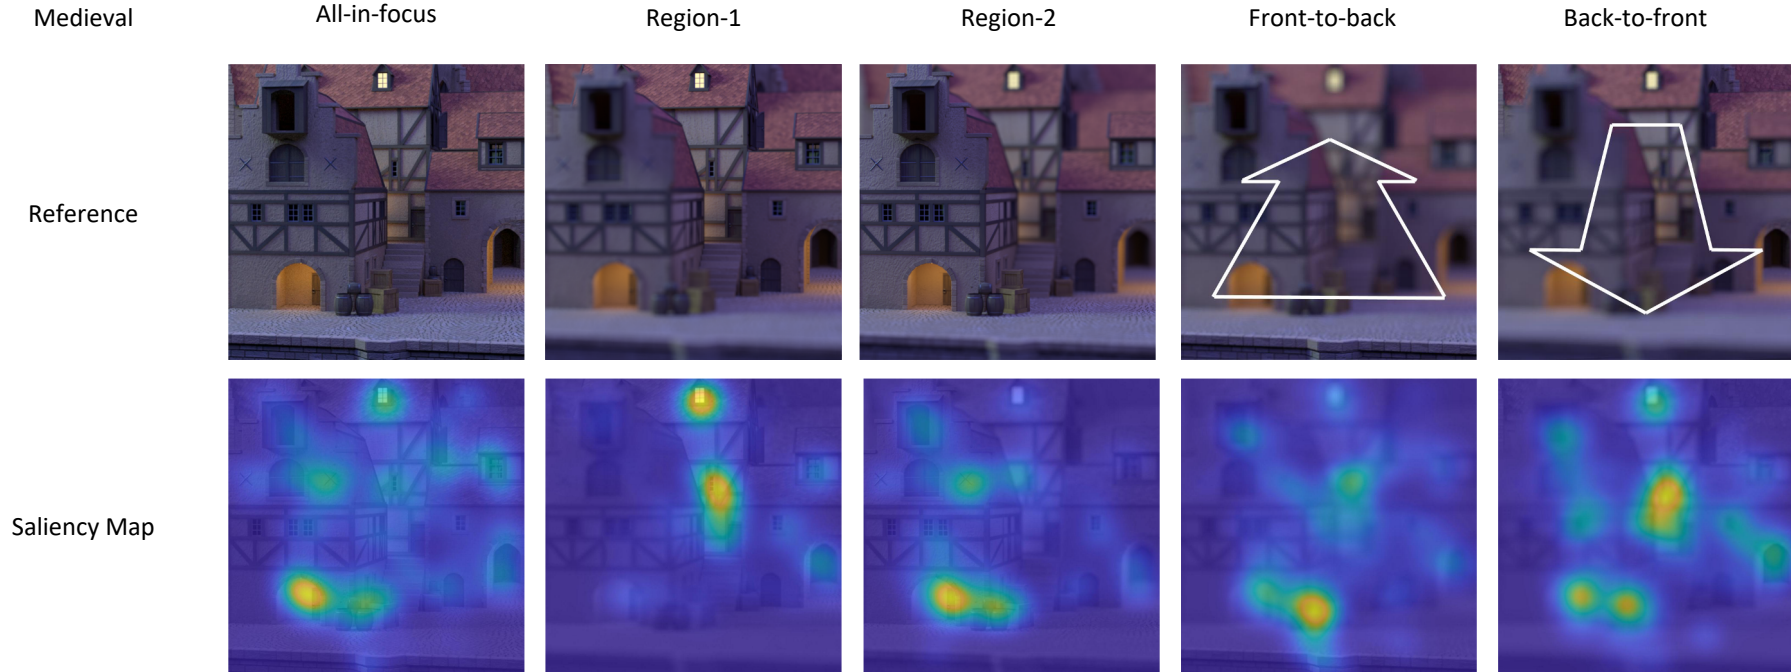 Medieval All-in-focus Region-1 Region-2 Front-to-back Back-to-front
Reference
Saliency Map